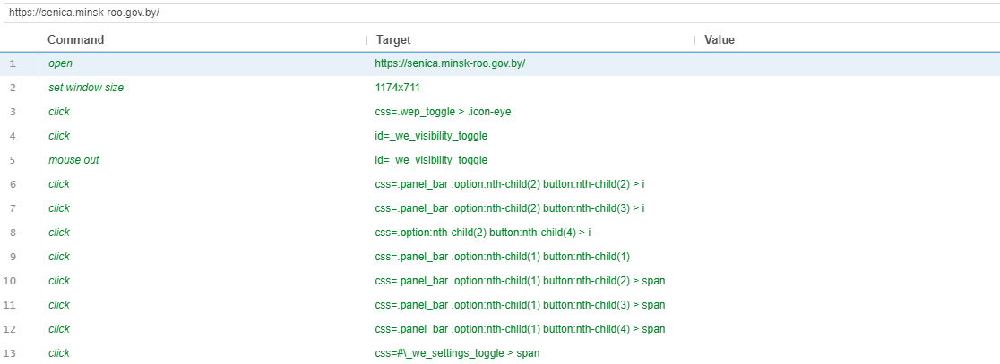 https://senica.minsk-roo.gov.by/
Command Target Value
1 open https://senica.minsk-roo.gov.by/
2 set window size 1174x711
3 click css=.wep_toggle > .icon-eye
4 click id=_we_visibility_toggle
5 mouse out id=_we_visibility_toggle
6 click css=.panel_bar .option:nth-child(2) button:nth-child(2) > i
7 click css=.panel_bar .option:nth-child(2) button:nth-child(3) > i
8 click css=.option:nth-child(2) button:nth-child(4) > i
9 click css=.panel_bar .option:nth-child(1) button:nth-child(1)
10 click css=.panel_bar .option:nth-child(1) button:nth-child(2) > span
11 click css=.panel_bar .option:nth-child(1) button:nth-child(3) > span
12 click css=.panel_bar .option:nth-child(1) button:nth-child(4) > span
13 click css=#\_we_settings_toggle > span